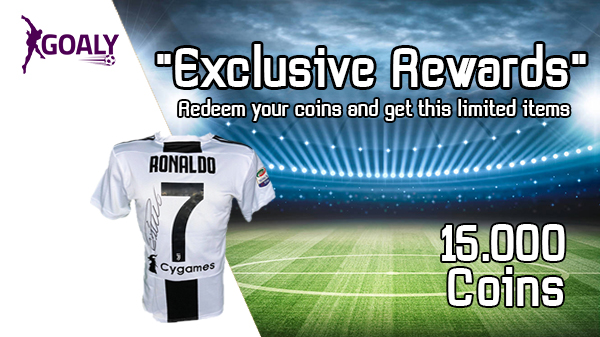 GOALY
"Exclusive Rewards"
Redeem your coins and get this limited items
RONALDO
7
Cygames
15.000
Coins